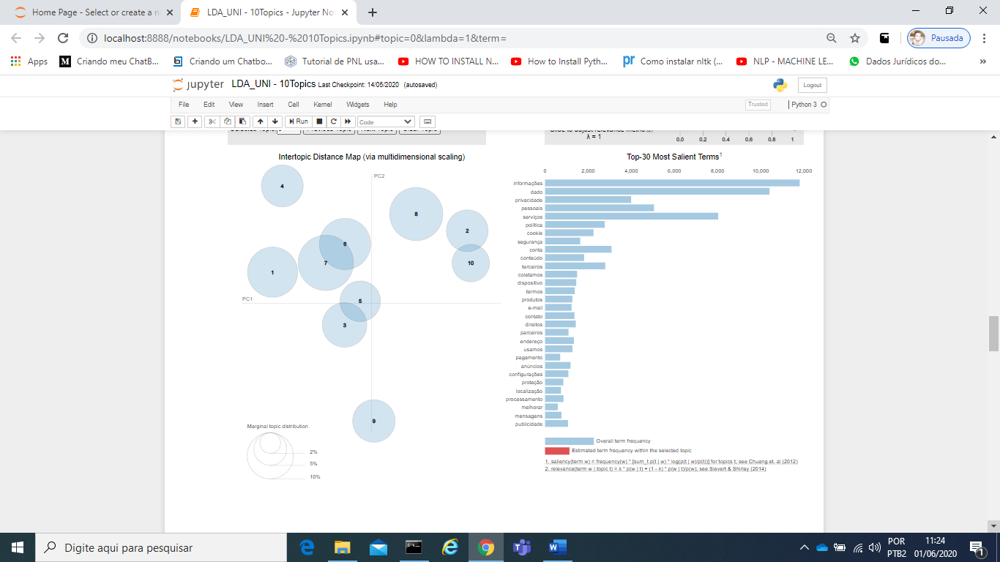 Home Page - Select or create a n
LDA_UNI - 10Topics - Jupyter No
localhost:8888/notebooks/LDA_UNI%20-%2010Topics.ipynb#topic=0&lambda=1&term=
Pausada
Apps
Criando meu ChatB...
Criando um Chatbo...
Tutorial de PNL usa...
HOW TO INSTALL N...
How to Install Pyth...
Como instalar nltk (...
NLP - MACHINE LE...
Dados Jurídicos do...
jupyter LDA_UNI - 10Topics Last Checkpoint: 14/05/2020 (autosaved)
Logout
File Edit View Insert Cell Kernel Widgets Help
Trusted
Python 3
Run
Code
λ = 1
0.0 0.2 0.4 0.6 0.8 1
Intertopic Distance Map (via multidimensional scaling)
PC2
4
8
2
6
7
10
1
PC1
5
3
9
Marginal topic distribution
2%
5%
10%
Top-30 Most Salient Terms1
0 2,000 4,000 6,000 8,000 10,000 12,000
informações
dado
privacidade
pessoais
serviços
política
cookie
segurança
conta
conteúdo
terceiros
coletamos
dispositivo
termos
produtos
e-mail
contato
direitos
parceiros
endereço
usamos
pagamento
anúncios
configurações
proteção
localização
processamento
melhorar
mensagens
publicidade
Overall term frequency
Estimated term frequency within the selected topic
1. saliency(term w) = frequency(w) * [sum_t p(t | w) * log(p(t | w)/p(t))] for topics t; see Chuang et. al (2012)
2. relevance(term w | topic t) = λ * p(w | t) + (1 - λ) * p(w | t)/p(w); see Sievert & Shirley (2014)
Digite aqui para pesquisar
POR
PTB2
11:24
01/06/2020
1